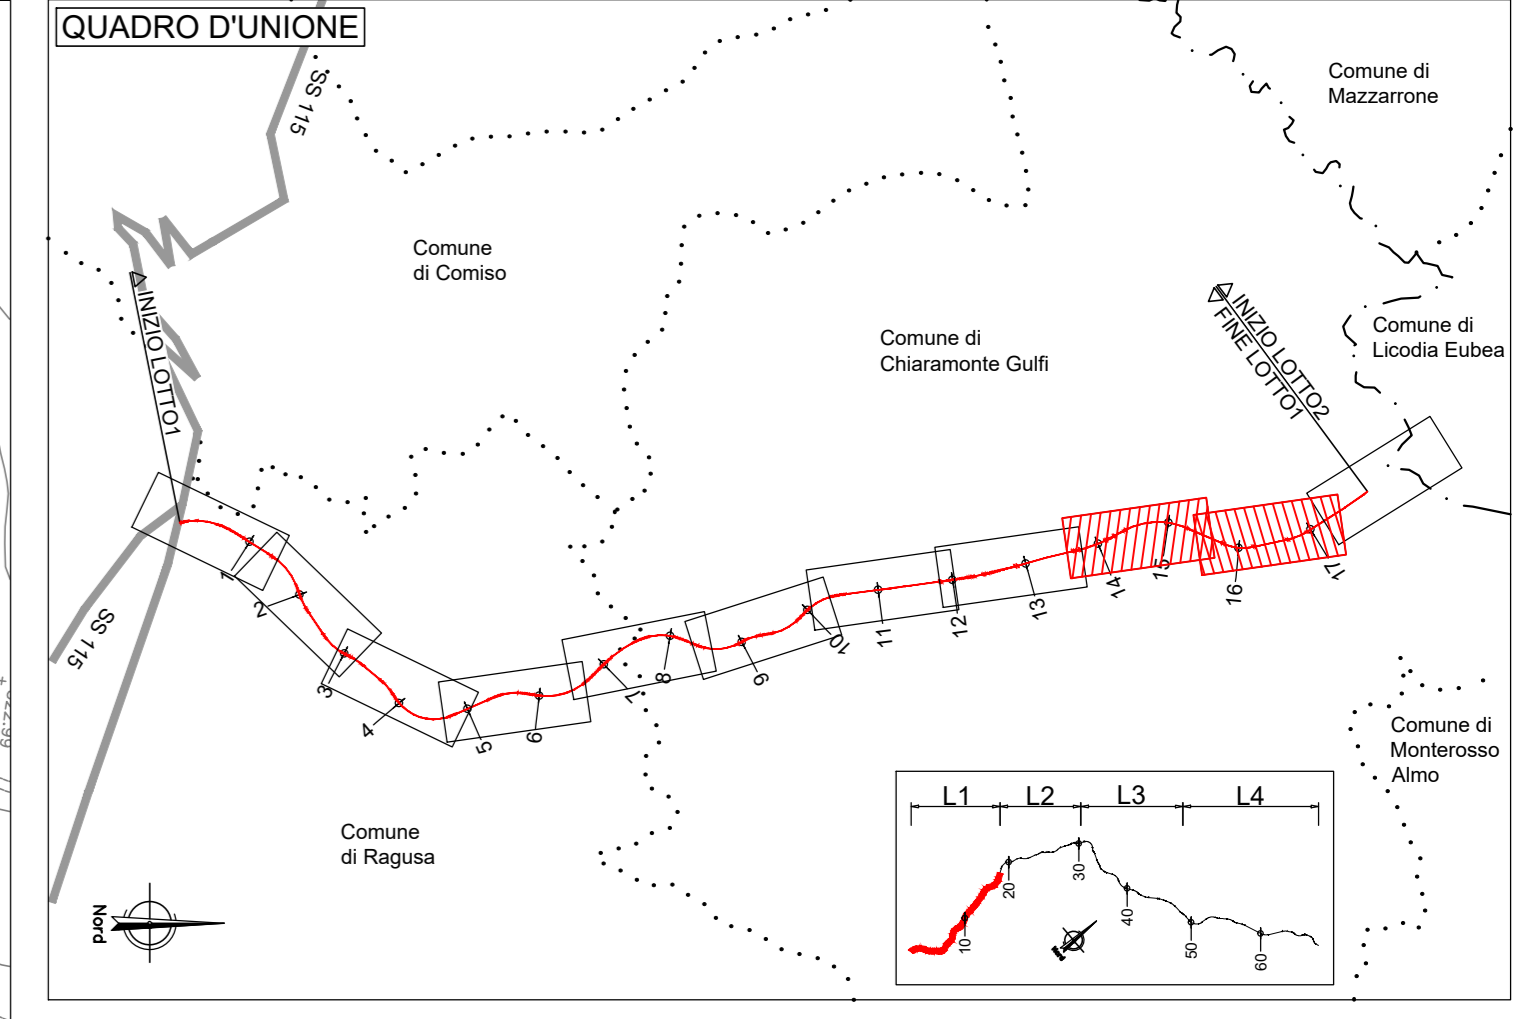 QUADRO D'UNIONE
SS 115
Comune di
Mazzarrone
Comune
di Comiso
INIZIO LOTTO1
Comune di
Chiaramonte Gulfi
INIZIO LOTTO2
FINE LOTTO1
Comune di
Licodia Eubea
1
2
3
4
5
6
7
8
9
10
11
12
13
14
15
16
17
SS 115
Comune di
Monterosso
Almo
Comune
di Ragusa
Nord
L1
L2
L3
L4
10
20
30
40
50
60